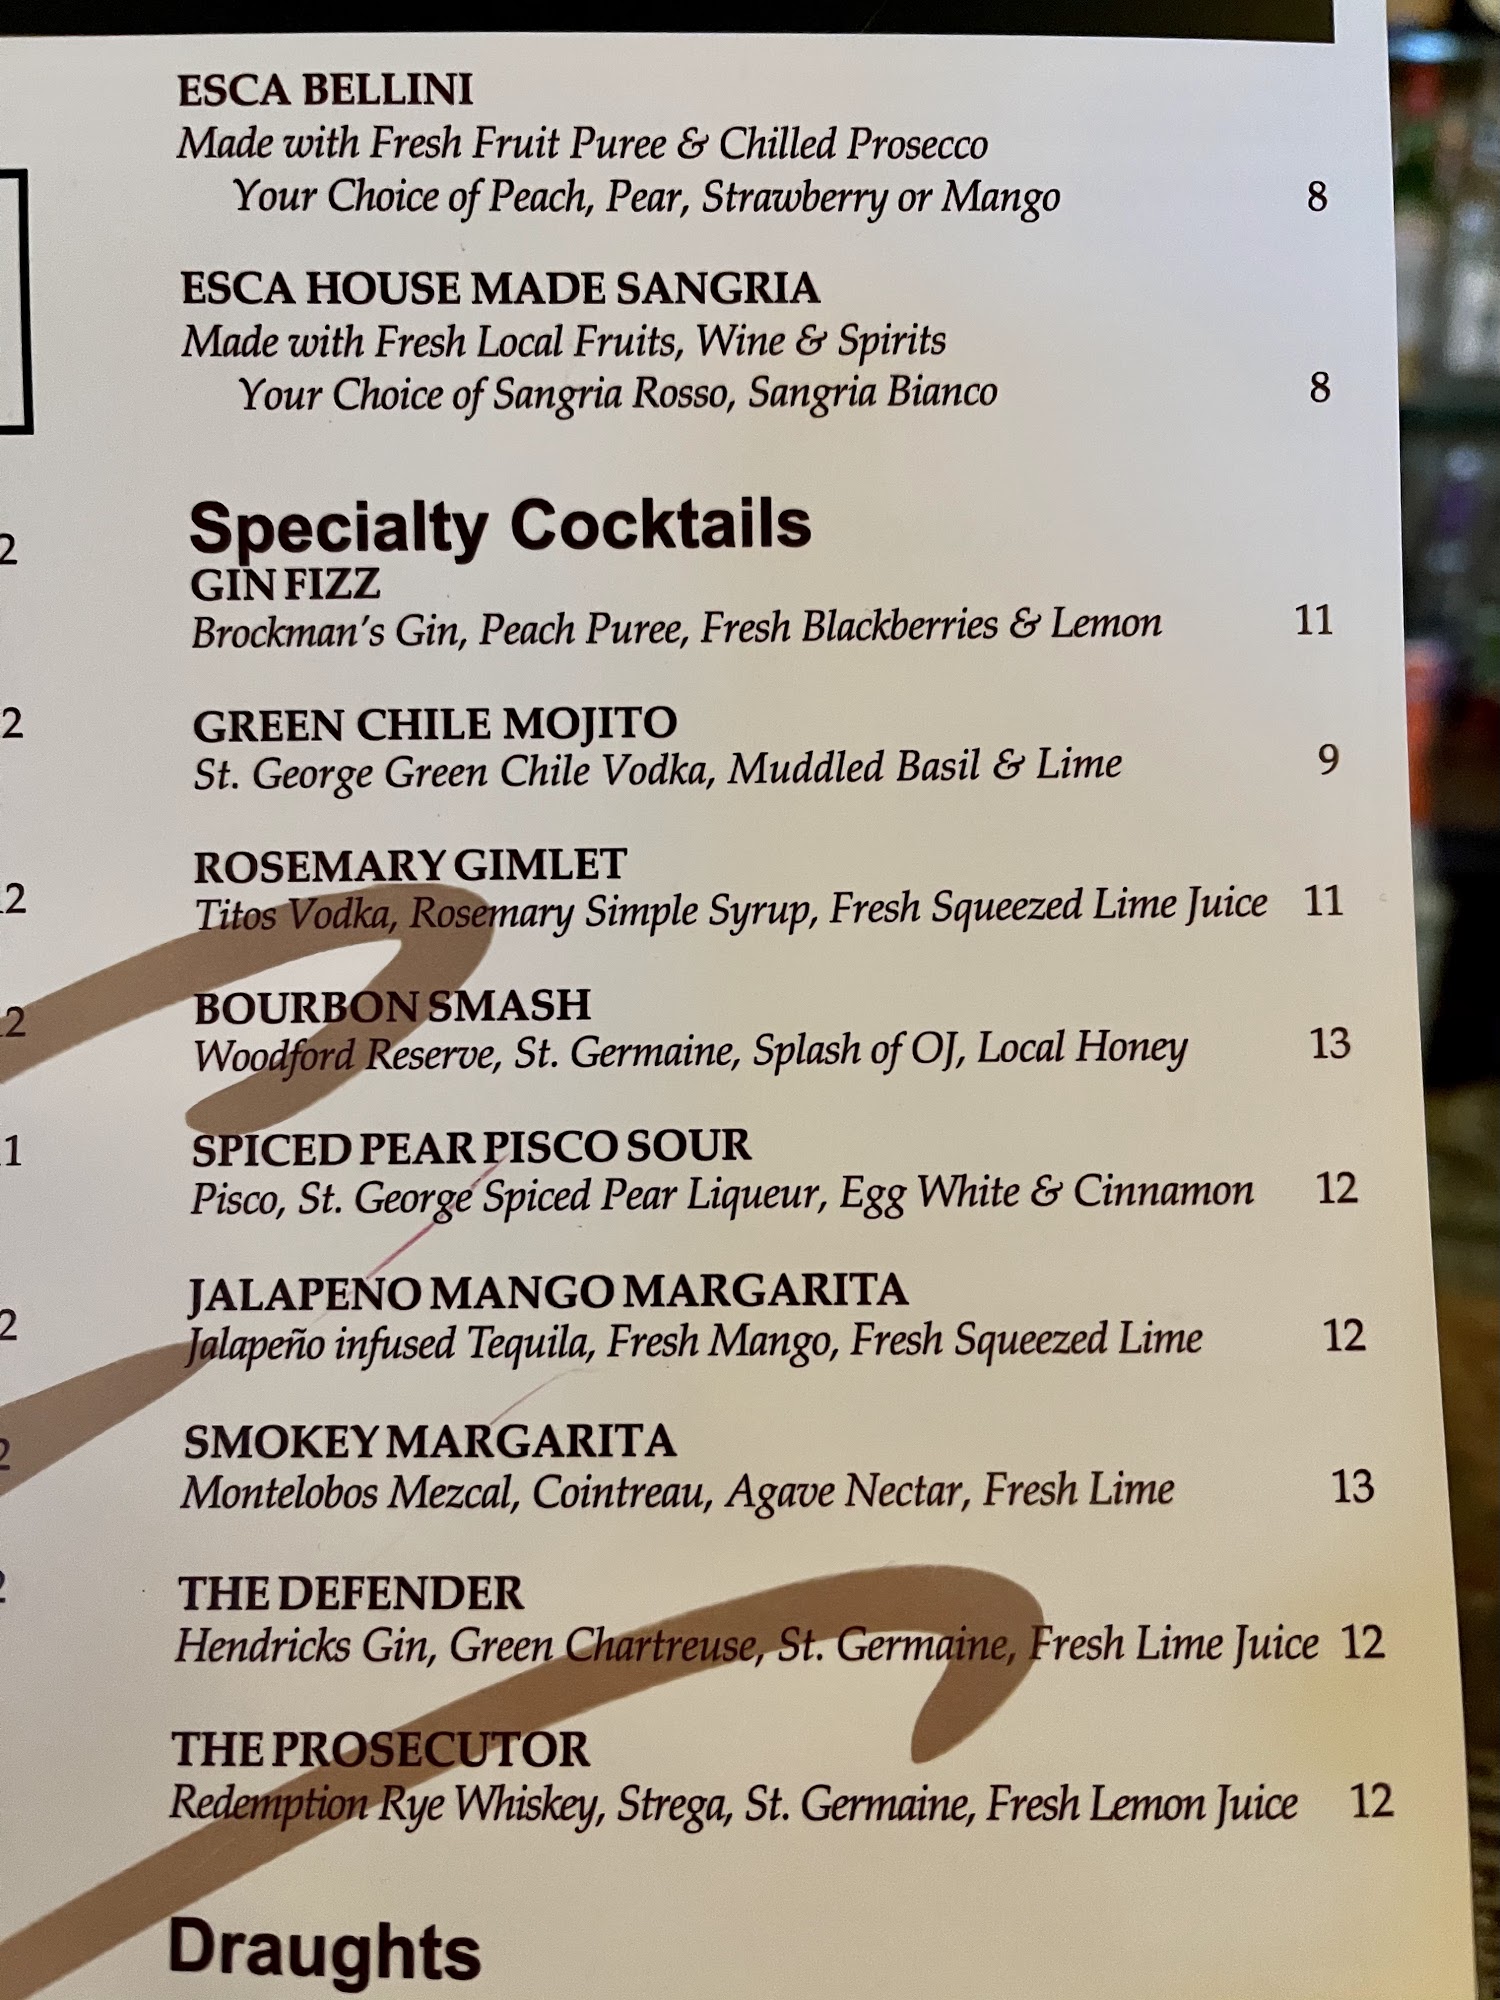 ESCA BELLINI
Made with Fresh Fruit Puree & Chilled Prosecco
Your Choice of Peach, Pear, Strawberry or Mango 8
ESCA HOUSE MADE SANGRIA
Made with Fresh Local Fruits, Wine & Spirits
Your Choice of Sangria Rosso, Sangria Bianco 8
Specialty Cocktails
GIN FIZZ
Brockman's Gin, Peach Puree, Fresh Blackberries & Lemon 11
GREEN CHILE MOJITO
St. George Green Chile Vodka, Muddled Basil & Lime 9
ROSEMARY GIMLET
Titos Vodka, Rosemary Simple Syrup, Fresh Squeezed Lime Juice 11
BOURBON SMASH
Woodford Reserve, St. Germaine, Splash of OJ, Local Honey 13
SPICED PEAR PISCO SOUR
Pisco, St. George Spiced Pear Liqueur, Egg White & Cinnamon 12
JALAPENO MANGO MARGARITA
Jalapeño infused Tequila, Fresh Mango, Fresh Squeezed Lime 12
SMOKEY MARGARITA
Montelobos Mezcal, Cointreau, Agave Nectar, Fresh Lime 13
THE DEFENDER
Hendricks Gin, Green Chartreuse, St. Germaine, Fresh Lime Juice 12
THE PROSECUTOR
Redemption Rye Whiskey, Strega, St. Germaine, Fresh Lemon Juice 12
Draughts